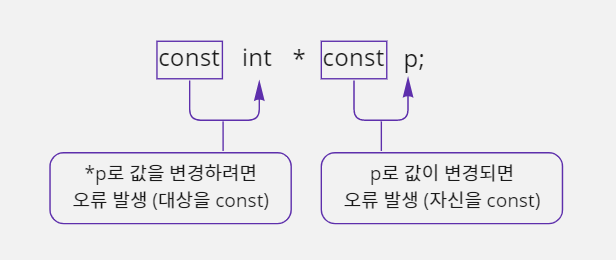 const int * const p;
*p로 값을 변경하려면
오류 발생 (대상을 const)
p로 값이 변경되면
오류 발생 (자신을 const)